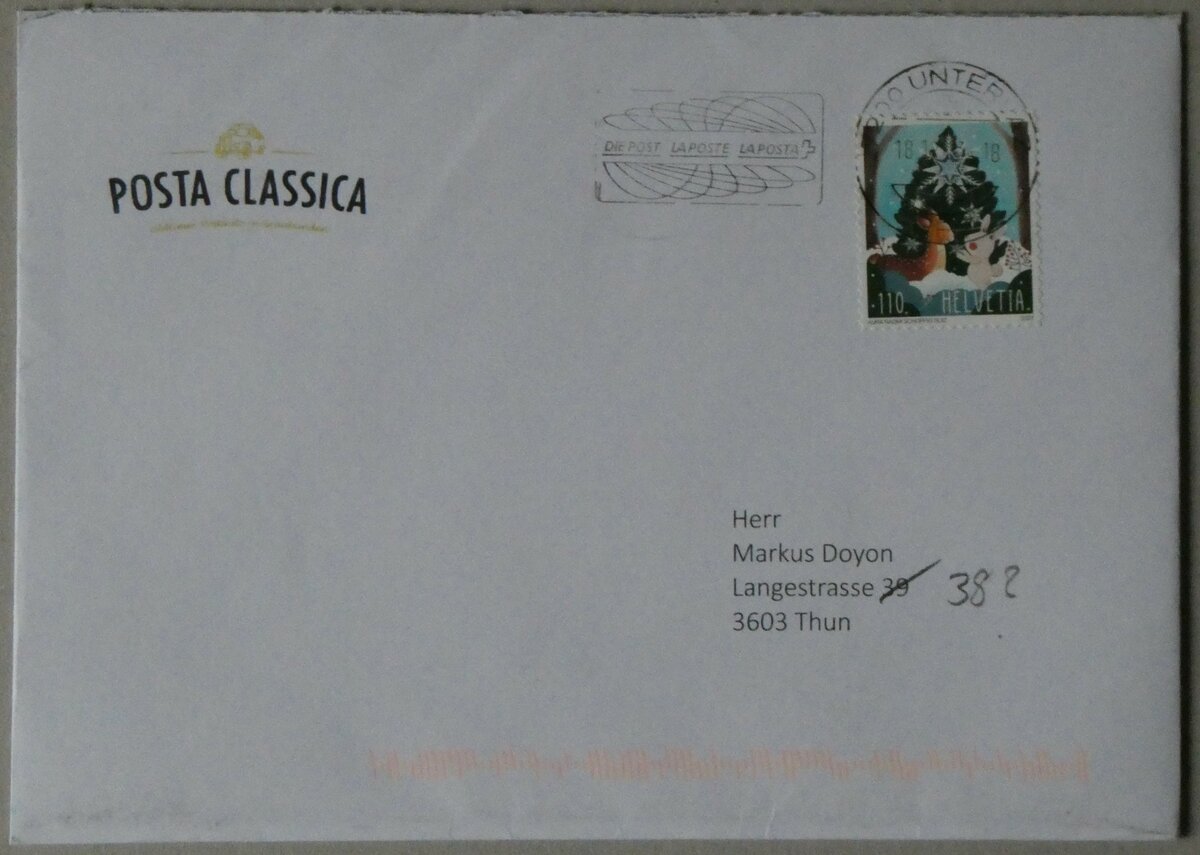 POSTA CLASSICA
DIE POST LA POSTE LA POSTA
UNTER
18
18
110
HELVETIA
Herr
Markus Doyon
Langestrasse 39 38?
3603 Thun